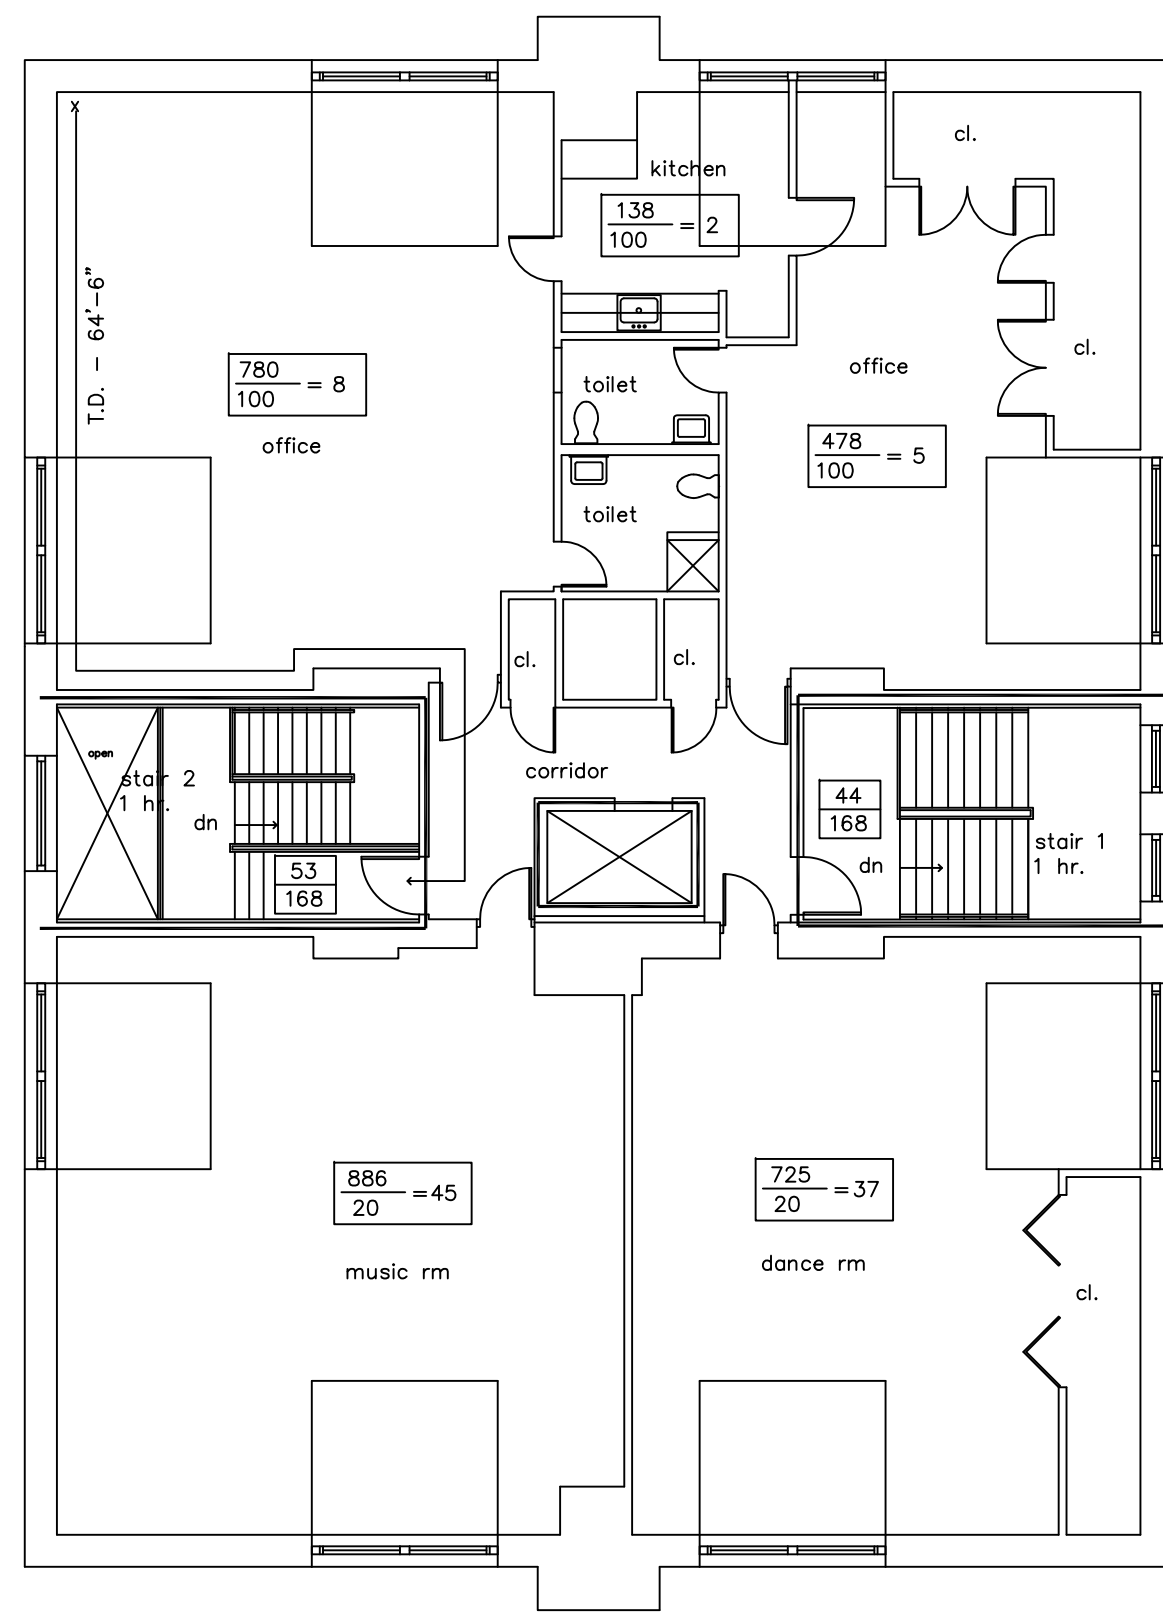 cl.
x
kitchen
138
100
= 2
T.D. – 64'–6"
cl.
780
100
= 8
toilet
office
office
478
100
= 5
toilet
cl.
cl.
open
stair 2
1 hr.
corridor
dn
44
168
stair 1
1 hr.
dn
53
168
886
20
=45
725
20
=37
music rm
dance rm
cl.